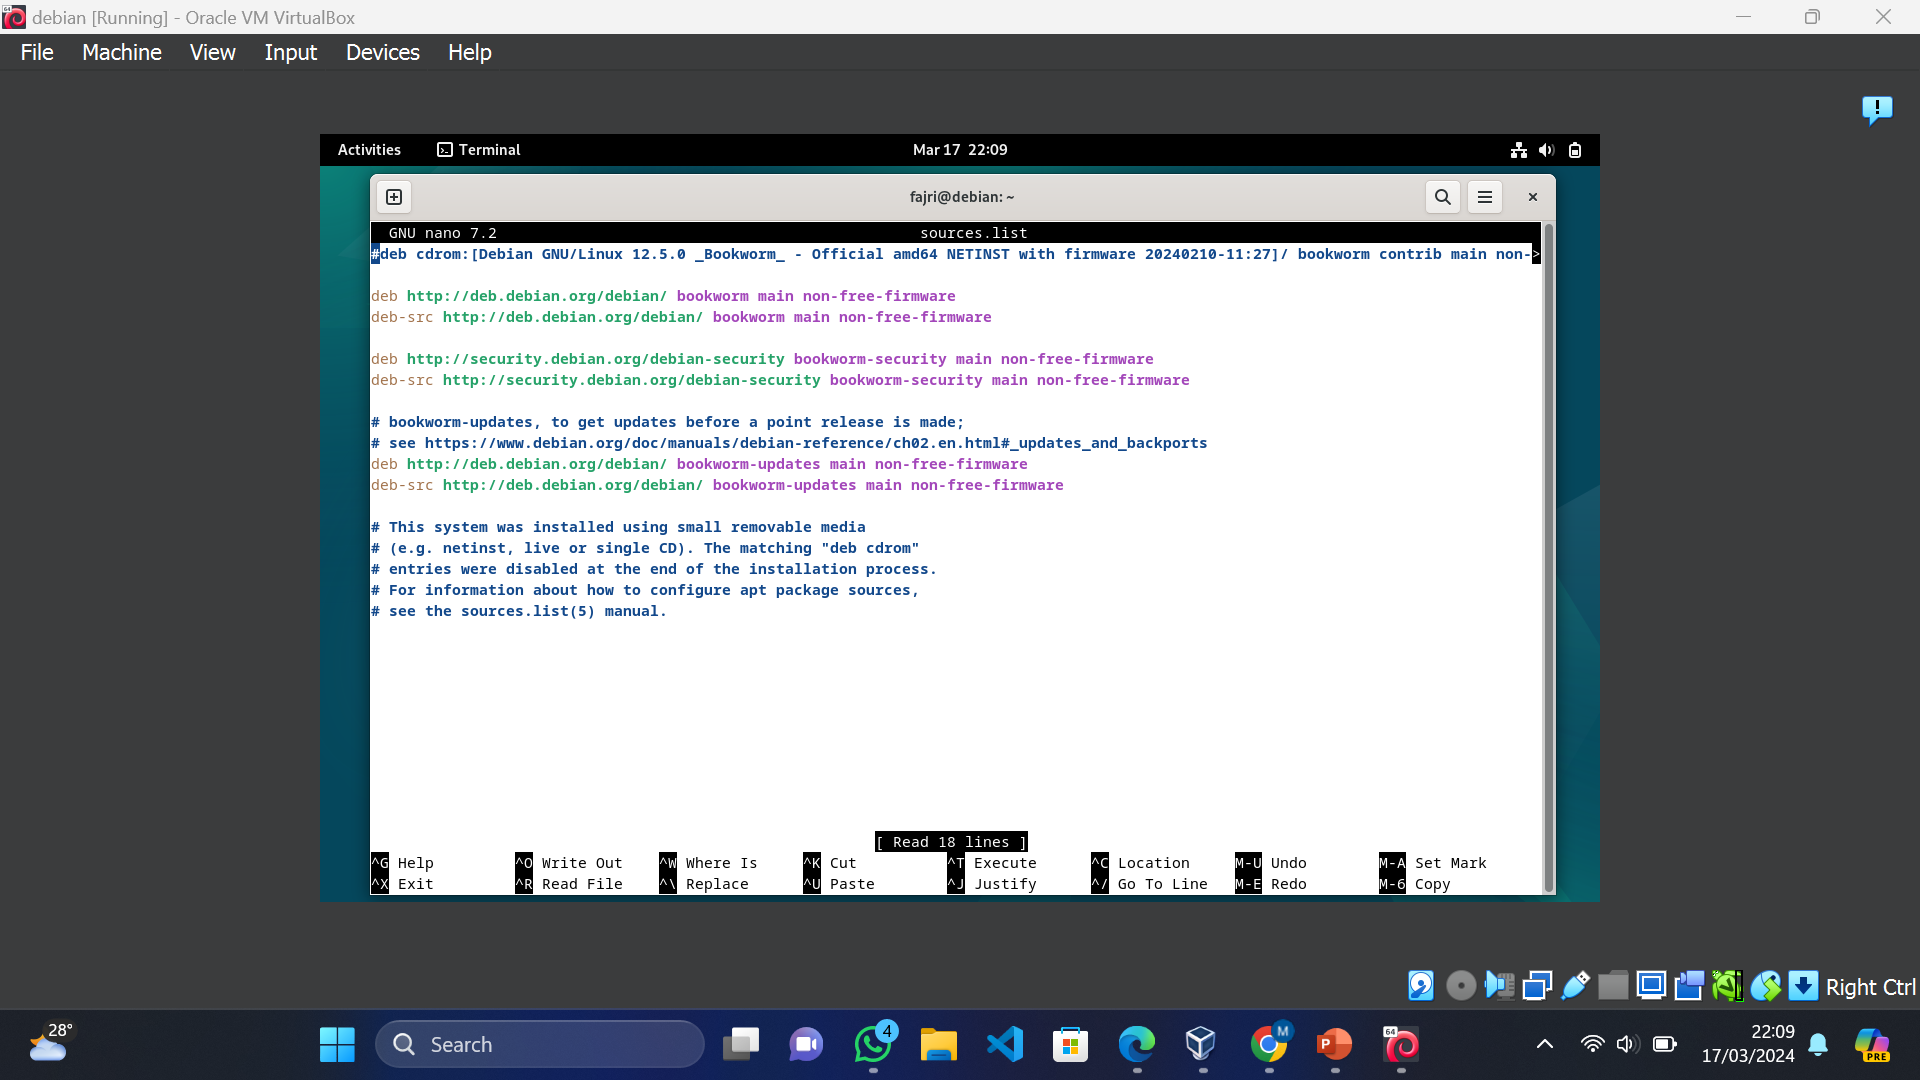 debian [Running] - Oracle VM VirtualBox
File Machine View Input Devices Help
Activities Terminal Mar 17 22:09
fajri@debian: ~
GNU nano 7.2 sources.list
#deb cdrom:[Debian GNU/Linux 12.5.0 _Bookworm_ - Official amd64 NETINST with firmware 20240210-11:27]/ bookworm contrib main non->
deb http://deb.debian.org/debian/ bookworm main non-free-firmware
deb-src http://deb.debian.org/debian/ bookworm main non-free-firmware
deb http://security.debian.org/debian-security bookworm-security main non-free-firmware
deb-src http://security.debian.org/debian-security bookworm-security main non-free-firmware
# bookworm-updates, to get updates before a point release is made;
# see https://www.debian.org/doc/manuals/debian-reference/ch02.en.html#_updates_and_backports
deb http://deb.debian.org/debian/ bookworm-updates main non-free-firmware
deb-src http://deb.debian.org/debian/ bookworm-updates main non-free-firmware
# This system was installed using small removable media
# (e.g. netinst, live or single CD). The matching "deb cdrom"
# entries were disabled at the end of the installation process.
# For information about how to configure apt package sources,
# see the sources.list(5) manual.
[ Read 18 lines ]
^G Help ^O Write Out ^W Where Is ^K Cut ^T Execute ^C Location M-U Undo M-A Set Mark
^X Exit ^R Read File ^\ Replace ^U Paste ^J Justify ^/ Go To Line M-E Redo M-6 Copy
Right Ctrl
28° Search 4 M P 64 22:09
17/03/2024 PRE